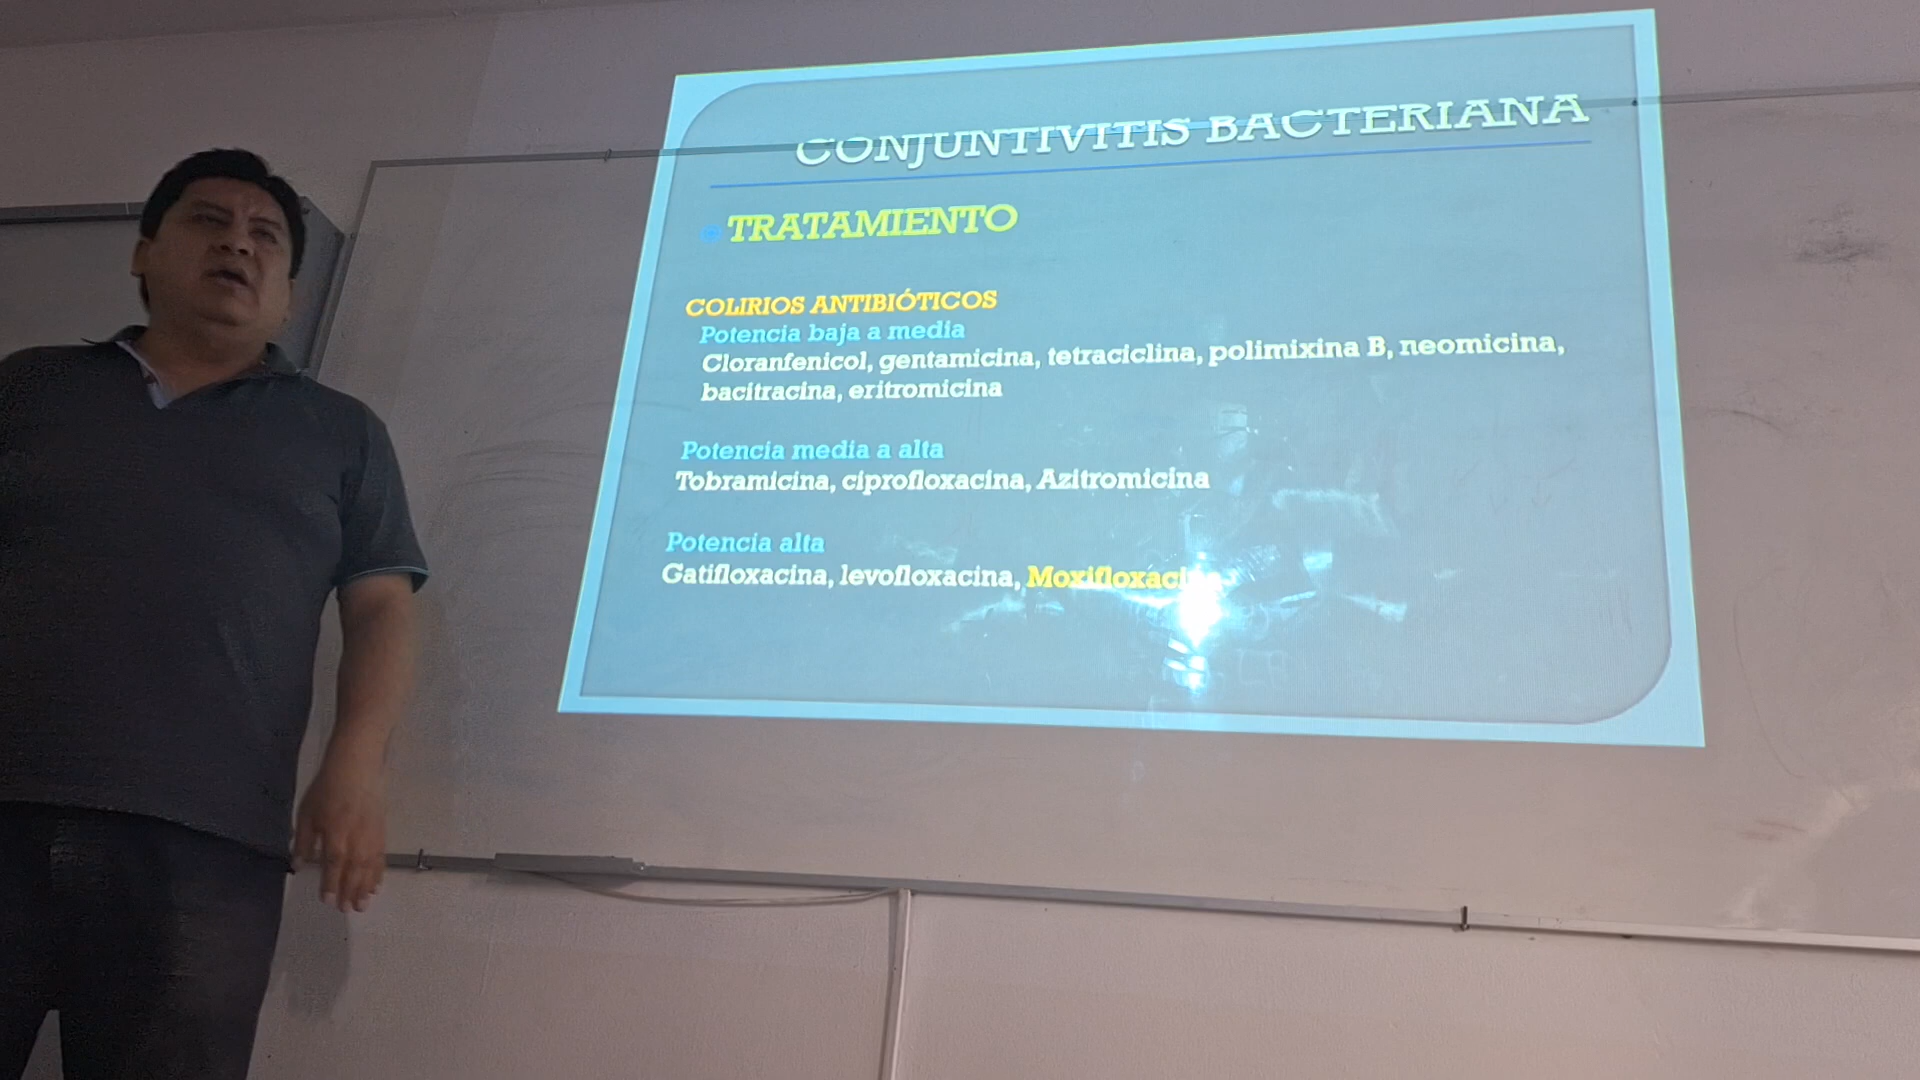 CONJUNTIVITIS BACTERIANA
TRATAMIENTO
COLIRIOS ANTIBIÓTICOS
Potencia baja a media
Cloranfenicol, gentamicina, tetraciclina, polimixina B, neomicina,
bacitracina, eritromicina
Potencia media a alta
Tobramicina, ciprofloxacina, Azitromicina
Potencia alta
Gatifloxacina, levofloxacina, Moxifloxacina